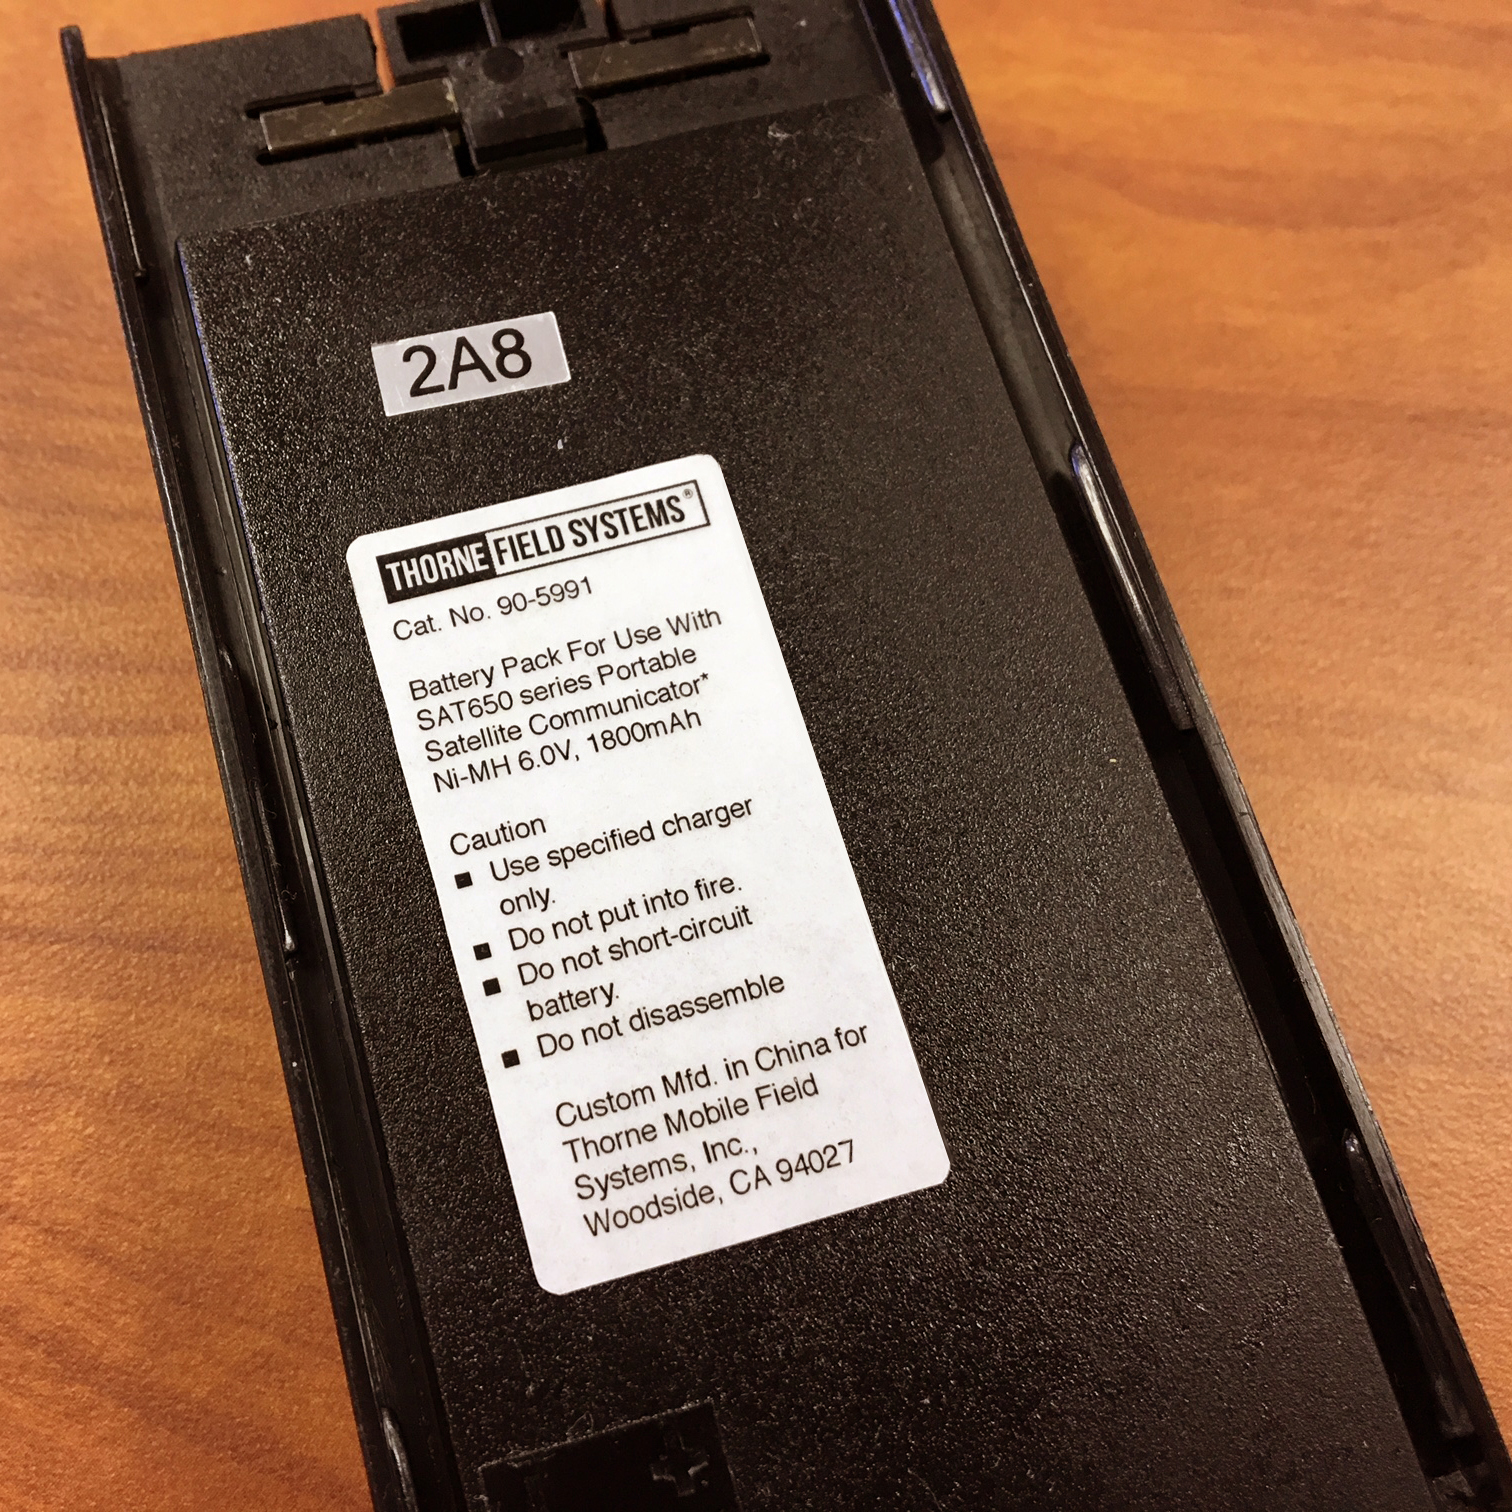 2A8
THORNE FIELD SYSTEMS®
Cat. No. 90-5991
Battery Pack For Use With
SAT650 series Portable
Satellite Communicator*
Ni-MH 6.0V, 1800mAh
Caution
■ Use specified charger
only.
■ Do not put into fire.
■ Do not short-circuit
battery.
■ Do not disassemble
Custom Mfd. in China for
Thorne Mobile Field
Systems, Inc.,
Woodside, CA 94027
+